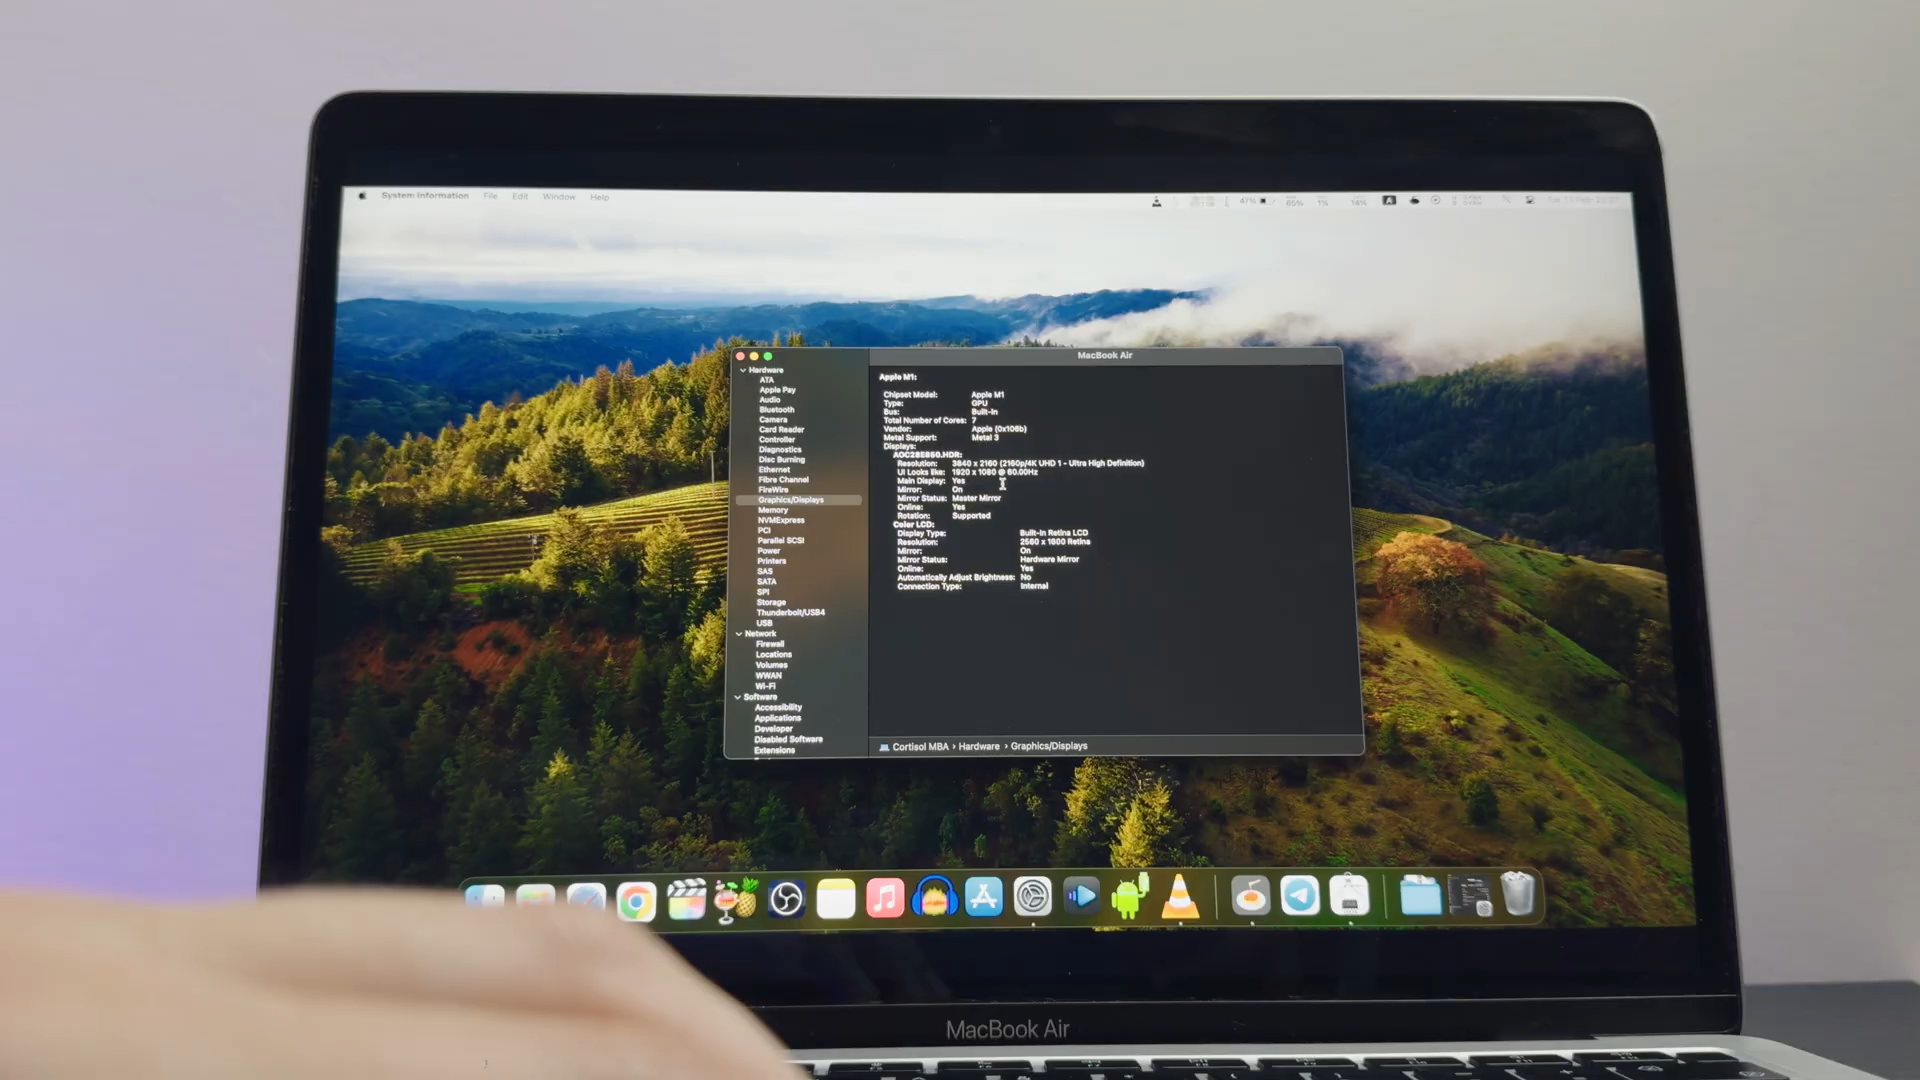 System Information File Edit Window Help
47% 65% 1% 14%
MacBook Air
Hardware
ATA
Apple Pay
Audio
Bluetooth
Camera
Card Reader
Controller
Diagnostics
Disc Burning
Ethernet
Fibre Channel
FireWire
Graphics/Displays
Memory
NVMExpress
PCI
Parallel SCSI
Power
Printers
SAS
SATA
SPI
Storage
Thunderbolt/USB4
USB
Network
Firewall
Locations
Volumes
WWAN
Wi-Fi
Software
Accessibility
Applications
Developer
Disabled Software
Extensions
Apple M1:
Chipset Model: Apple M1
Type: GPU
Bus: Built-In
Total Number of Cores: 7
Vendor: Apple (0x106b)
Metal Support: Metal 3
Displays:
AOC28E850.HDR:
Resolution: 3840 x 2160 (2160p/4K UHD 1 - Ultra High Definition)
UI Looks like: 1920 x 1080 @ 60.00Hz
Main Display: Yes
Mirror: On
Mirror Status: Master Mirror
Online: Yes
Rotation: Supported
Color LCD:
Display Type: Built-In Retina LCD
Resolution: 2560 x 1600 Retina
Mirror: On
Mirror Status: Hardware Mirror
Online: Yes
Automatically Adjust Brightness: No
Connection Type: Internal
Cortisol MBA › Hardware › Graphics/Displays
MacBook Air